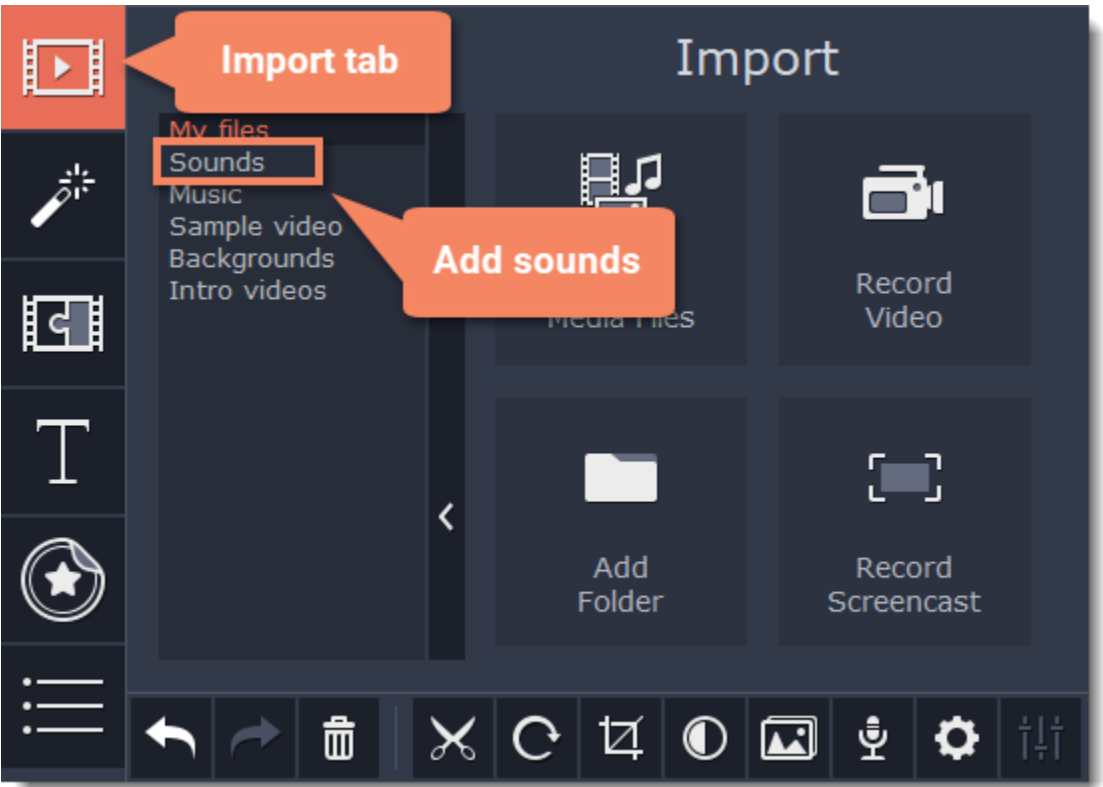 Import tab
Import
My files
Sounds
Music
Sample video
Backgrounds
Intro videos
Add sounds
Media Files
Record
Video
Add
Folder
Record
Screencast